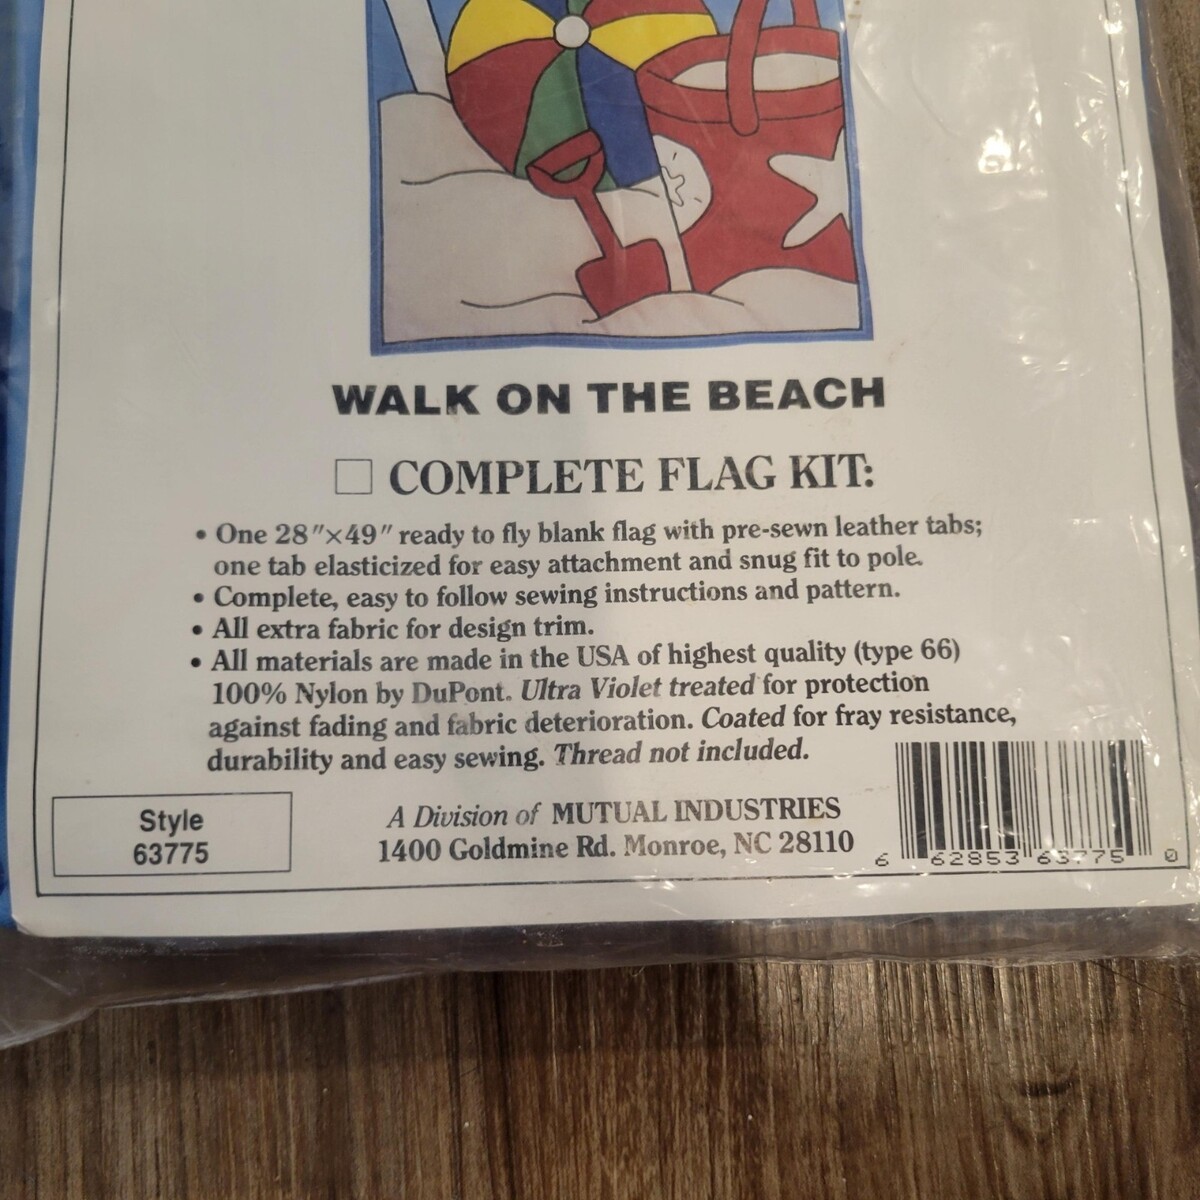 WALK ON THE BEACH
☐ COMPLETE FLAG KIT:
• One 28"×49" ready to fly blank flag with pre-sewn leather tabs;
one tab elasticized for easy attachment and snug fit to pole.
• Complete, easy to follow sewing instructions and pattern.
• All extra fabric for design trim.
• All materials are made in the USA of highest quality (type 66)
100% Nylon by DuPont. Ultra Violet treated for protection
against fading and fabric deterioration. Coated for fray resistance,
durability and easy sewing. Thread not included.
Style
63775
A Division of MUTUAL INDUSTRIES
1400 Goldmine Rd. Monroe, NC 28110
6 62853 63775 0